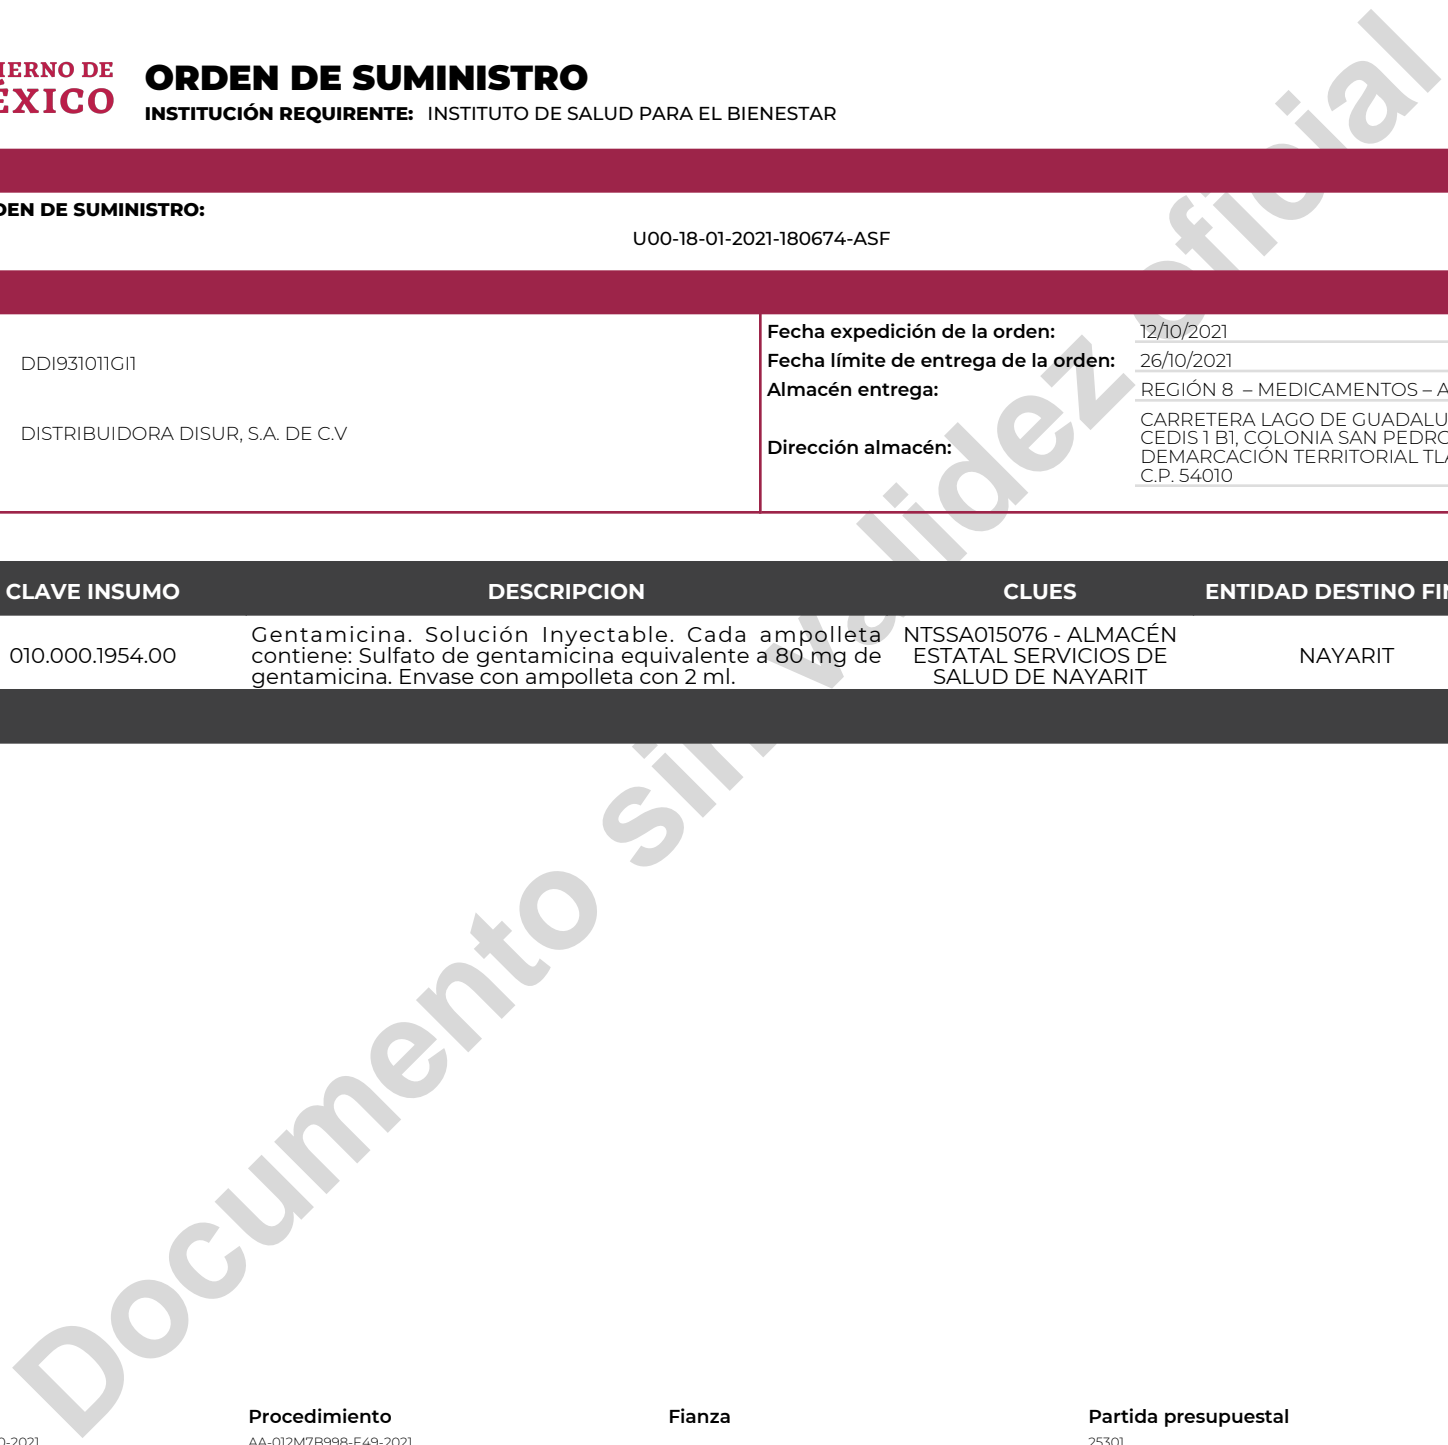 IERNO DE
ÉXICO
ORDEN DE SUMINISTRO
INSTITUCIÓN REQUIRENTE: INSTITUTO DE SALUD PARA EL BIENESTAR
DEN DE SUMINISTRO:
U00-18-01-2021-180674-ASF
DDI931011GI1
DISTRIBUIDORA DISUR, S.A. DE C.V
Fecha expedición de la orden: 12/10/2021
Fecha límite de entrega de la orden: 26/10/2021
Almacén entrega: REGIÓN 8 – MEDICAMENTOS – A
Dirección almacén:
CARRETERA LAGO DE GUADALU
CEDIS 1 B1, COLONIA SAN PEDRO
DEMARCACIÓN TERRITORIAL TLA
C.P. 54010
CLAVE INSUMO DESCRIPCION CLUES ENTIDAD DESTINO FIN
010.000.1954.00
Gentamicina. Solución Inyectable. Cada ampolleta
contiene: Sulfato de gentamicina equivalente a 80 mg de
gentamicina. Envase con ampolleta con 2 ml.
NTSSA015076 - ALMACÉN
ESTATAL SERVICIOS DE
SALUD DE NAYARIT
NAYARIT
Documento sin validez oficial
Procedimiento Fianza Partida presupuestal
0-2021 AA-012M7B998-E49-2021 25301